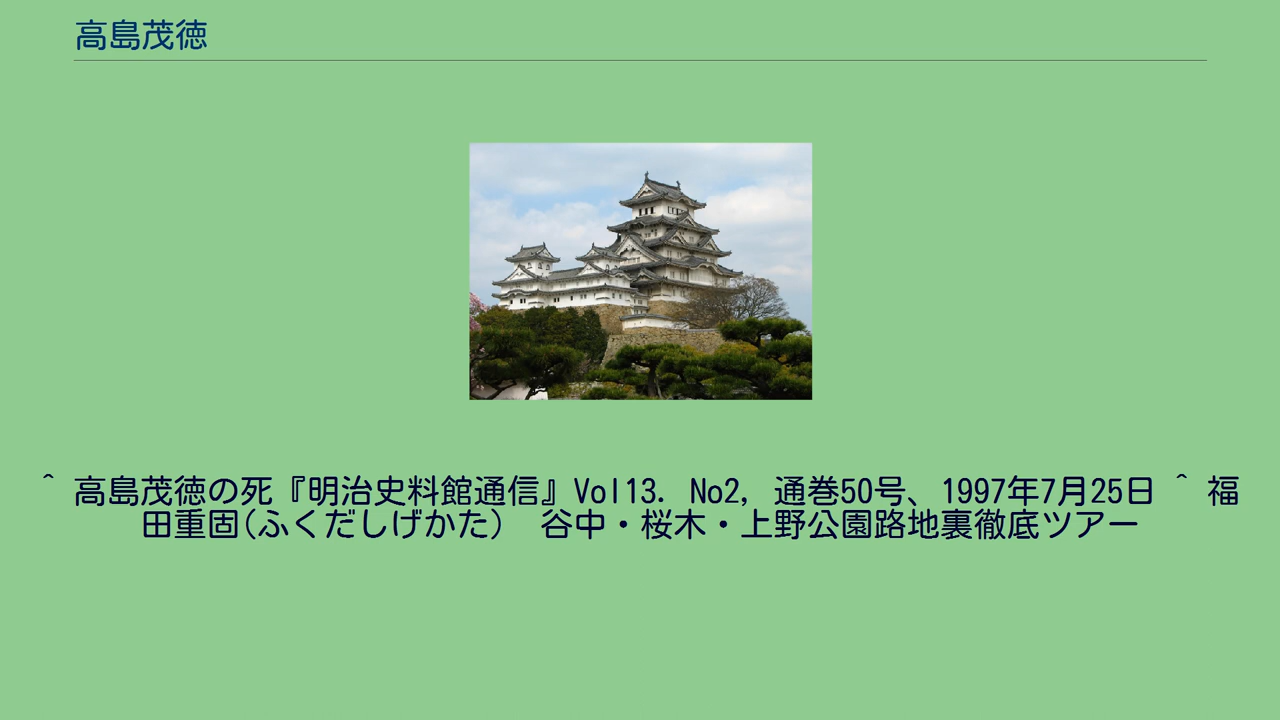 高島茂徳
^ 高島茂徳の死『明治史料館通信』Vol13. No2, 通巻50号、1997年7月25日 ^ 福
田重固(ふくだしげかた) 谷中・桜木・上野公園路地裏徹底ツアー